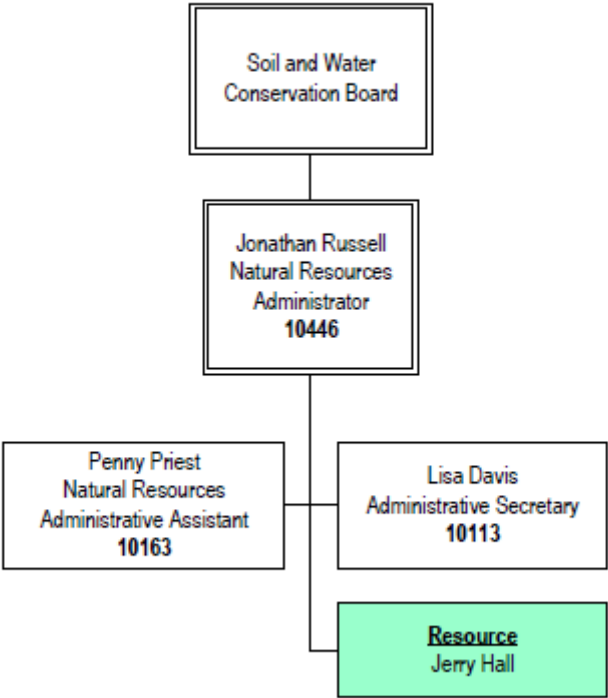 Soil and Water
Conservation Board
Jonathan Russell
Natural Resources
Administrator
10446
Penny Priest
Natural Resources
Administrative Assistant
10163
Lisa Davis
Administrative Secretary
10113
Resource
Jerry Hall